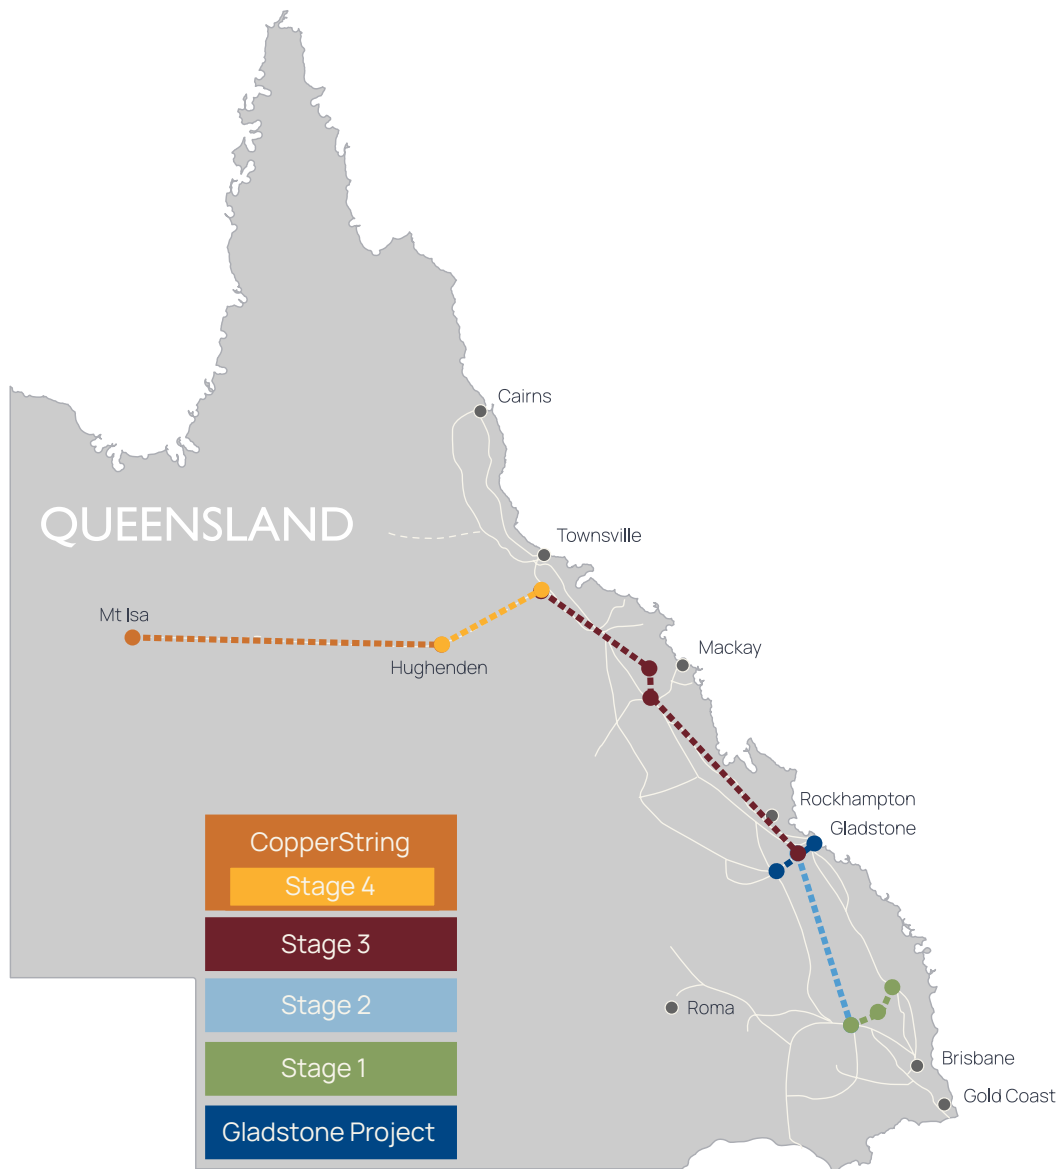 Cairns
QUEENSLAND
Townsville
Mt Isa
Hughenden
Mackay
Rockhampton
Gladstone
CopperString
Stage 4
Stage 3
Stage 2
Roma
Stage 1
Brisbane
Gold Coast
Gladstone Project